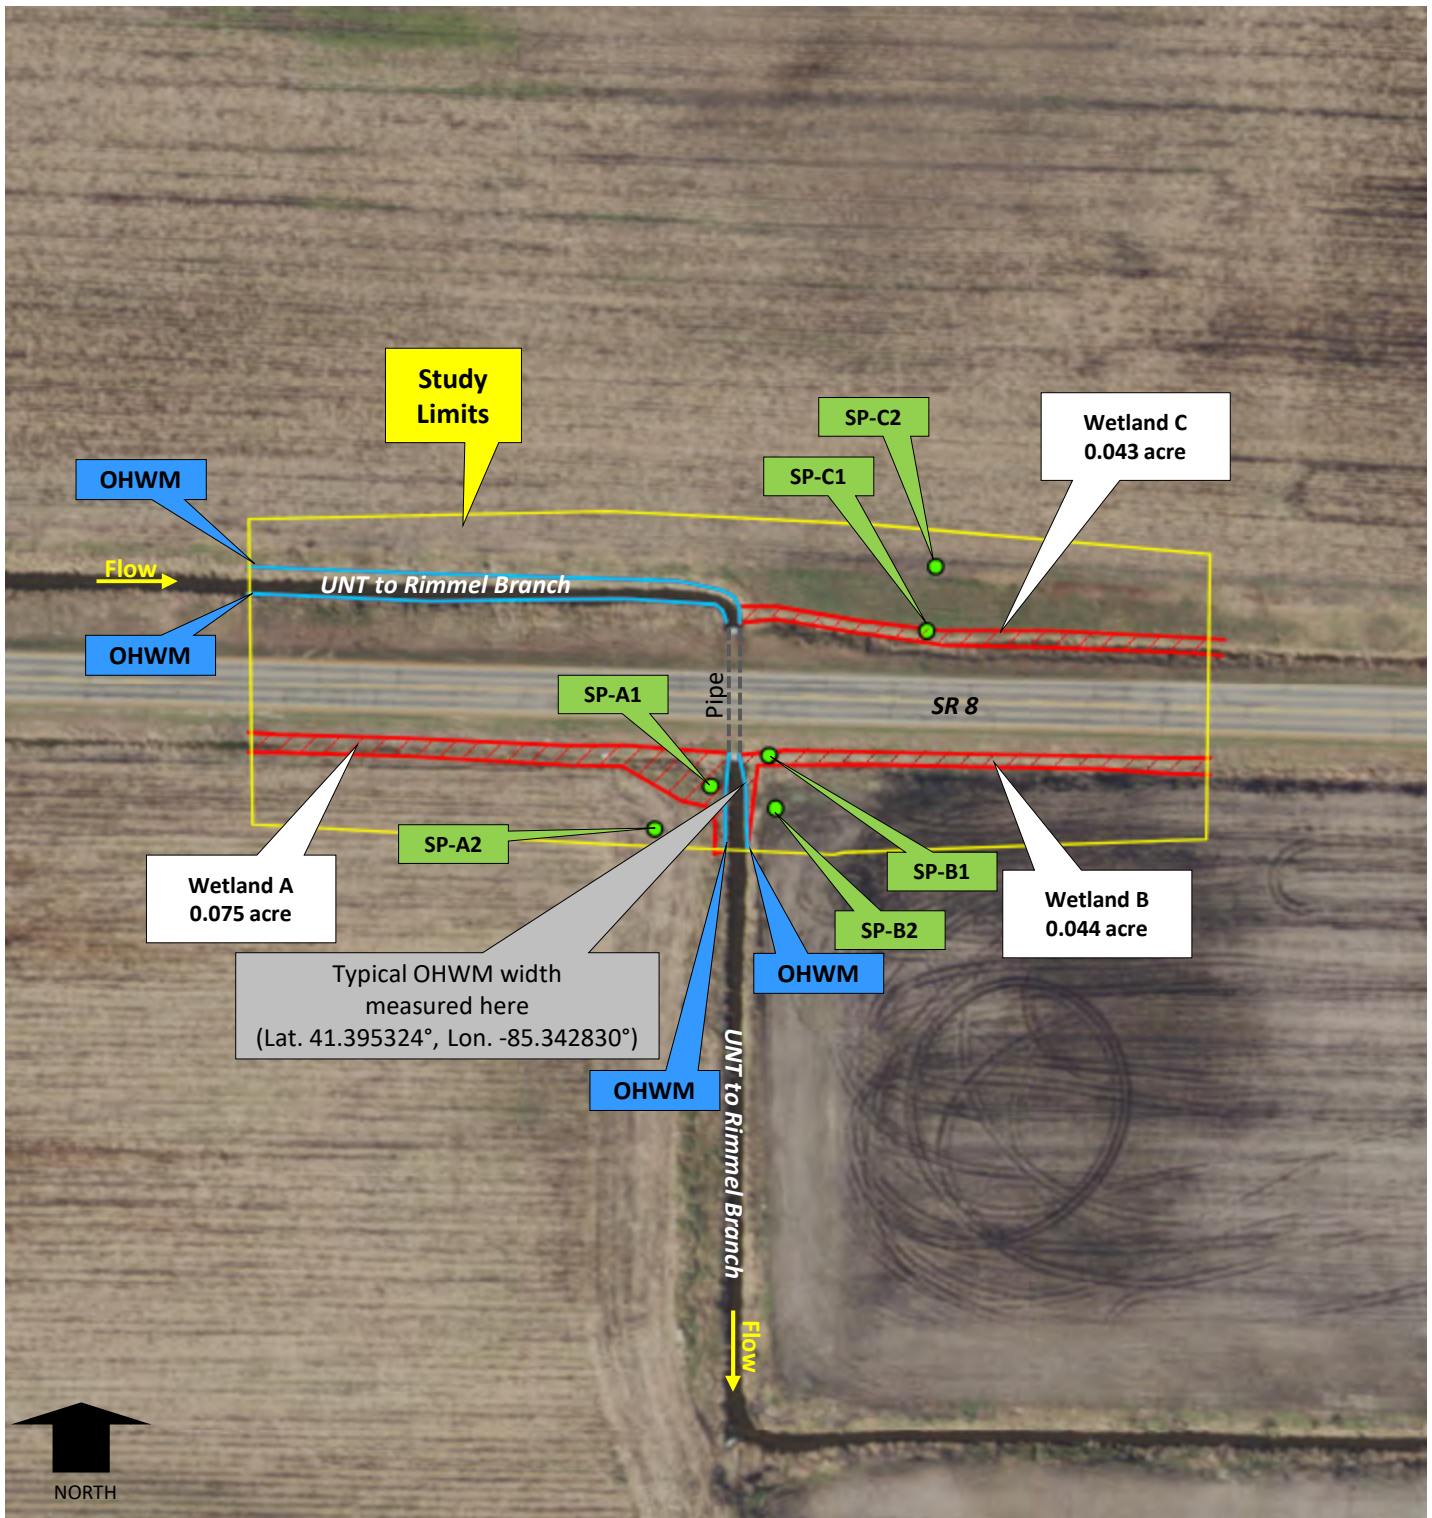 Study
Limits
SP-C2
Wetland C
0.043 acre
SP-C1
OHWM
Flow
UNT to Rimmel Branch
OHWM
SP-A1
Pipe
SR 8
SP-A2
Wetland A
0.075 acre
SP-B1
Wetland B
0.044 acre
SP-B2
Typical OHWM width
measured here
(Lat. 41.395324°, Lon. -85.342830°)
OHWM
OHWM
UNT to Rimmel Branch
Flow
NORTH